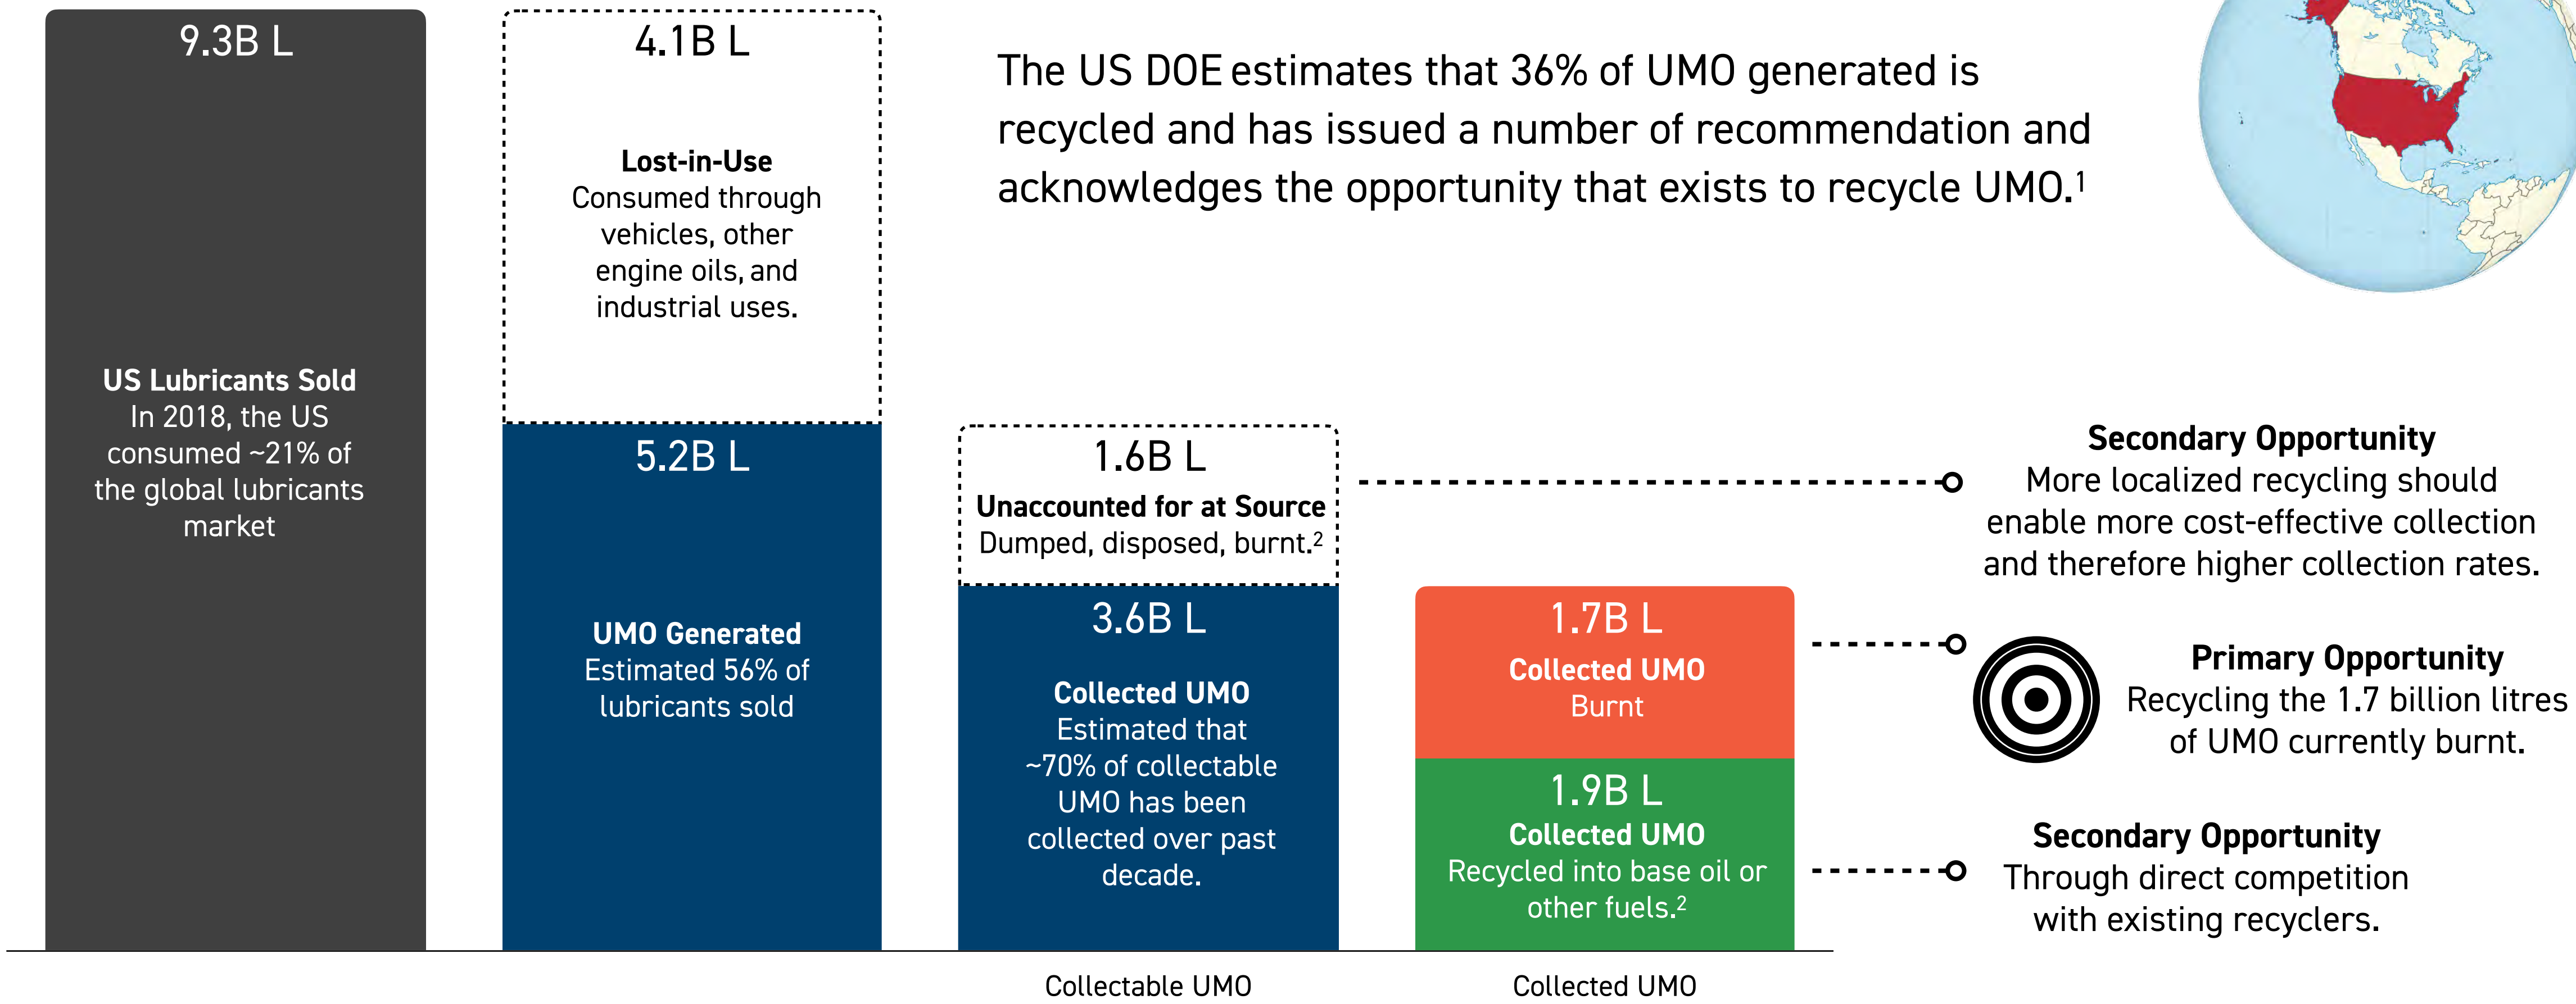 9.3B L
US Lubricants Sold
In 2018, the US
consumed ~21% of
the global lubricants
market
4.1B L
Lost-in-Use
Consumed through
vehicles, other
engine oils, and
industrial uses.
5.2B L
UMO Generated
Estimated 56% of
lubricants sold
The US DOE estimates that 36% of UMO generated is
recycled and has issued a number of recommendation and
acknowledges the opportunity that exists to recycle UMO.¹
1.6B L
Unaccounted for at Source
Dumped, disposed, burnt.²
3.6B L
Collected UMO
Estimated that
~70% of collectable
UMO has been
collected over past
decade.
Collectable UMO
1.7B L
Collected UMO
Burnt
1.9B L
Collected UMO
Recycled into base oil or
other fuels.²
Collected UMO
Secondary Opportunity
More localized recycling should
enable more cost-effective collection
and therefore higher collection rates.
Primary Opportunity
Recycling the 1.7 billion litres
of UMO currently burnt.
Secondary Opportunity
Through direct competition
with existing recyclers.